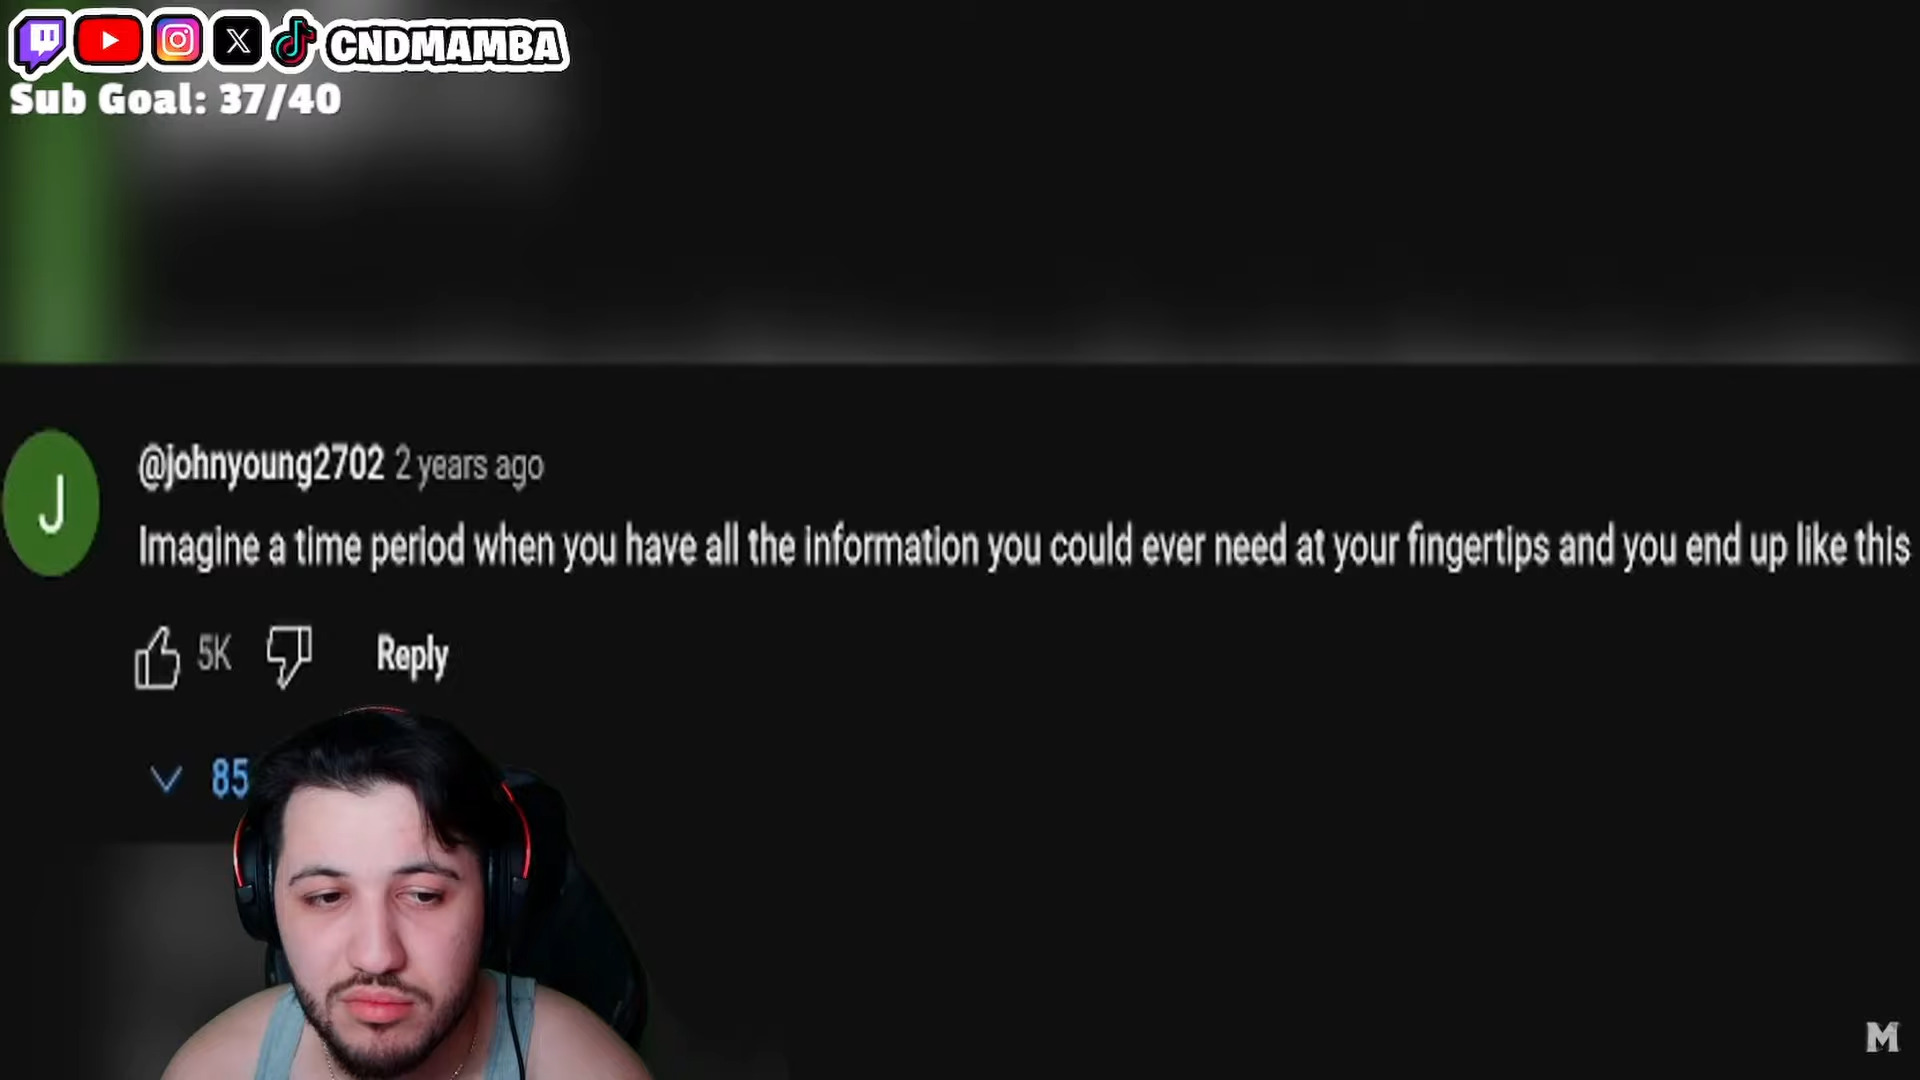 CNDMAMBA
Sub Goal: 37/40
@johnyoung2702 2 years ago
J
Imagine a time period when you have all the information you could ever need at your fingertips and you end up like this
5K Reply
85
M